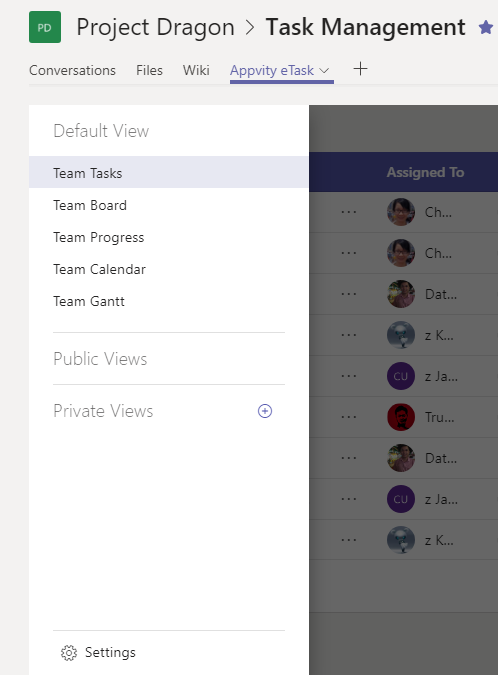 PD Project Dragon > Task Management
Conversations Files Wiki Appvity eTask
Default View
Team Tasks
Team Board
Team Progress
Team Calendar
Team Gantt
Public Views
Private Views
Settings
Assigned To
Ch...
Ch...
Dat...
z K...
CU z Ja...
Tru...
Dat...
CU z Ja...
z K...